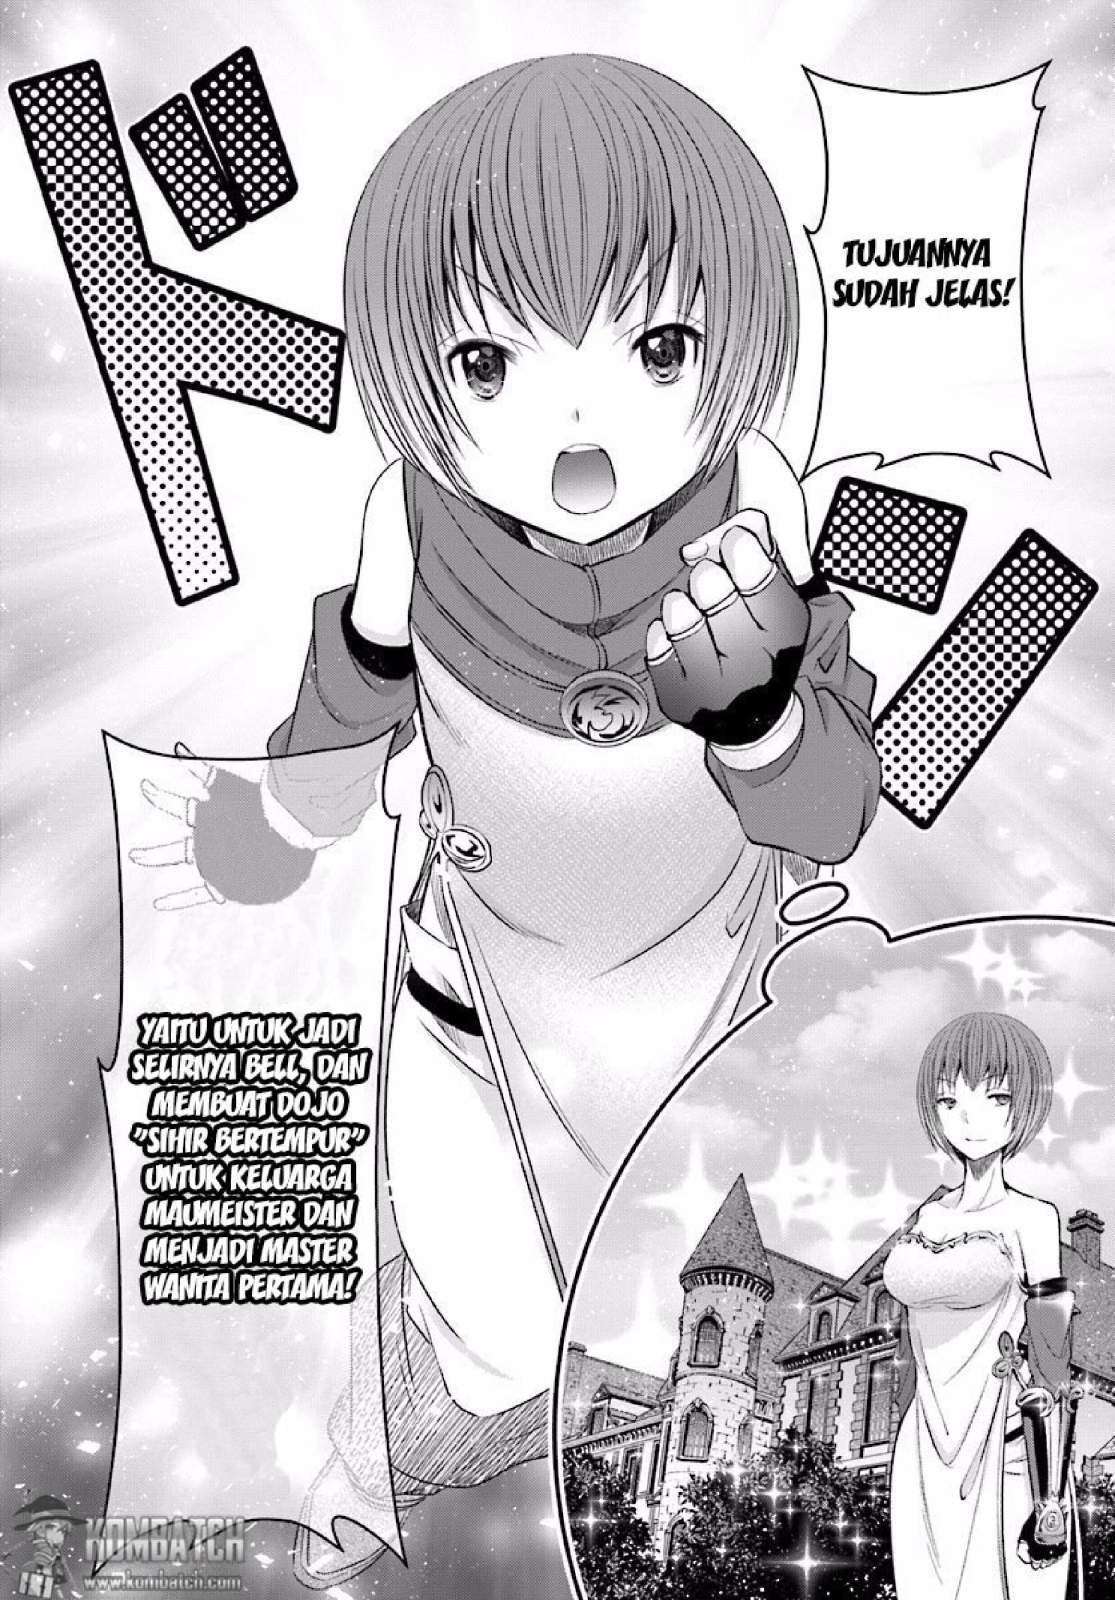 ドーン
TUJUANNYA
SUDAH JELAS!
YAITU UNTUK JADI
SELIRNYA BELL, DAN
MEMBUAT DOJO
"SIHIR BERTEMPUR"
UNTUK KELUARGA
MAUMEISTER DAN
MENJADI MASTER
WANITA PERTAMA!
KOMBATCH
www.kombatch.com